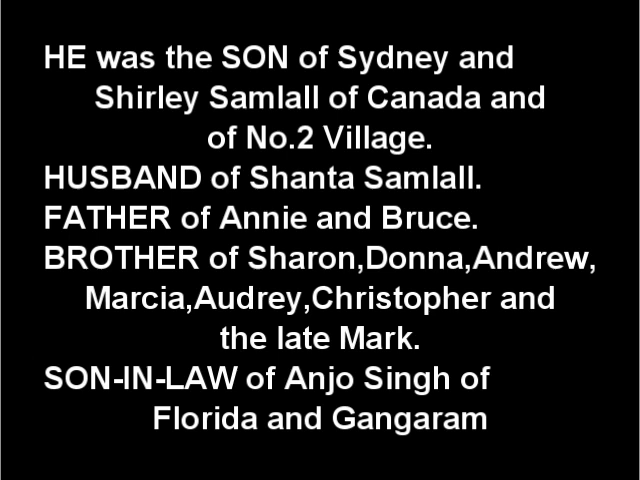 HE was the SON of Sydney and
Shirley Samlall of Canada and
of No.2 Village.
HUSBAND of Shanta Samlall.
FATHER of Annie and Bruce.
BROTHER of Sharon,Donna,Andrew,
Marcia,Audrey,Christopher and
the late Mark.
SON-IN-LAW of Anjo Singh of
Florida and Gangaram